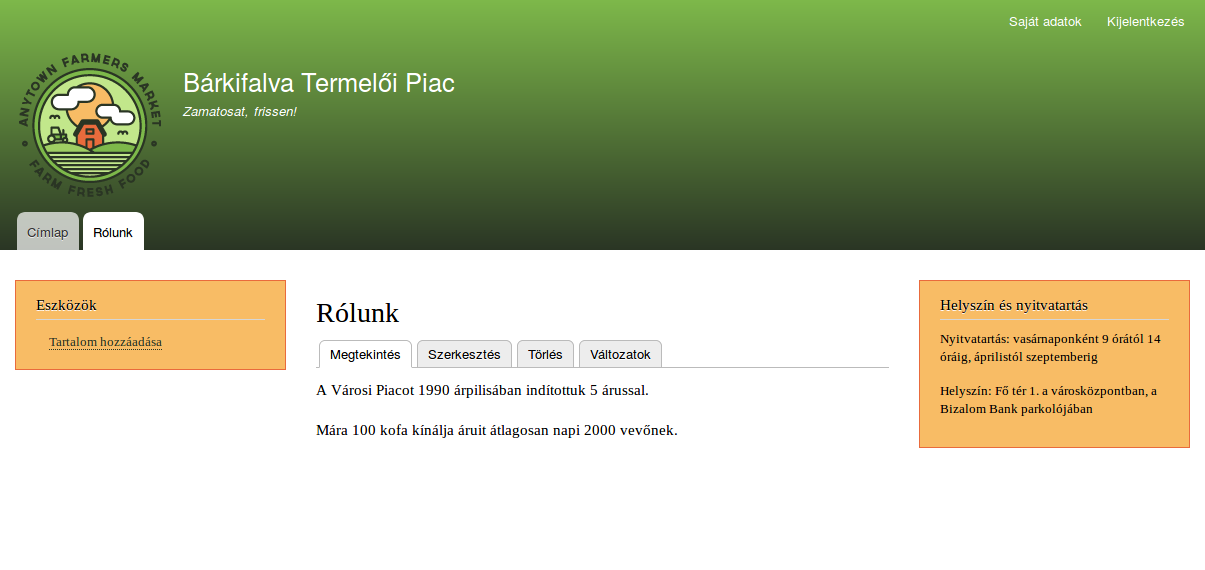 Saját adatok Kijelentkezés
ANYTOWN FARMERS MARKET
FARM FRESH FOOD
Bárkifalva Termelői Piac
Zamatosat, frissen!
Címlap Rólunk
Eszközök
Tartalom hozzáadása
Rólunk
Megtekintés Szerkesztés Törlés Változatok
A Városi Piacot 1990 árpilisában indítottuk 5 árussal.
Mára 100 kofa kínálja áruit átlagosan napi 2000 vevőnek.
Helyszín és nyitvatartás
Nyitvatartás: vasárnaponként 9 órától 14
óráig, áprilistól szeptemberig
Helyszín: Fő tér 1. a városközpontban, a
Bizalom Bank parkolójában